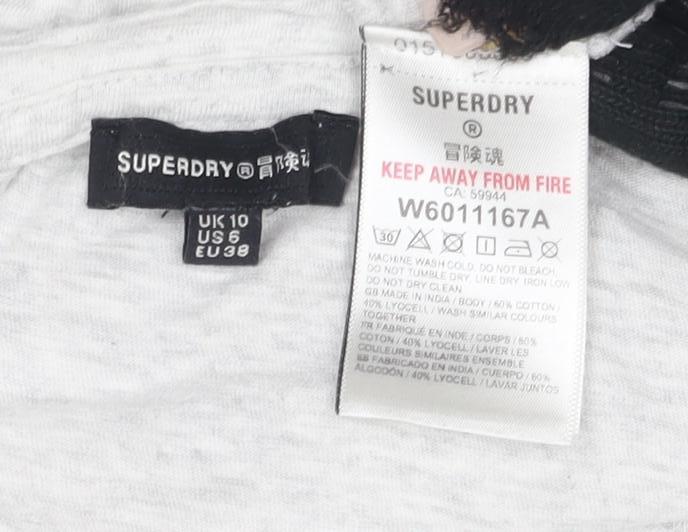 SUPERDRY® 冒険
UK 10
US 6
EU 38
SUPERDRY
®
冒険魂
KEEP AWAY FROM FIRE
CA: 59944
W6011167A
30
MACHINE WASH COLD. DO NOT BLEACH.
DO NOT TUMBLE DRY. LINE DRY. IRON LOW
DO NOT DRY CLEAN
GB MADE IN INDIA / BODY / 60% COTTON /
40% LYOCELL / WASH SIMILAR COLOURS
TOGETHER
FR FABRIQUÉ EN INDE / CORPS / 60%
COTON / 40% LYOCELL / LAVER LES
COULEURS SIMILAIRES ENSEMBLE
ES FABRICADO EN INDIA / CUERPO / 60%
ALGODÓN / 40% LYOCELL / LAVAR JUNTOS